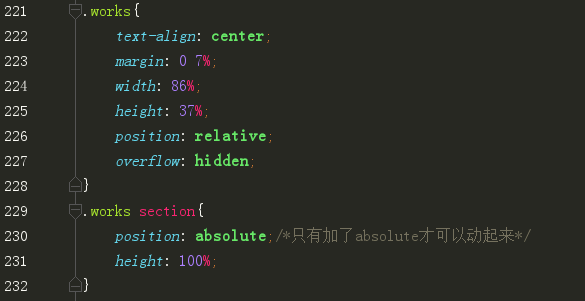 221 .works{
222 text-align: center;
223 margin: 0 7%;
224 width: 86%;
225 height: 37%;
226 position: relative;
227 overflow: hidden;
228 }
229 .works section{
230 position: absolute;/*只有加了absolute才可以动起来*/
231 height: 100%;
232 }